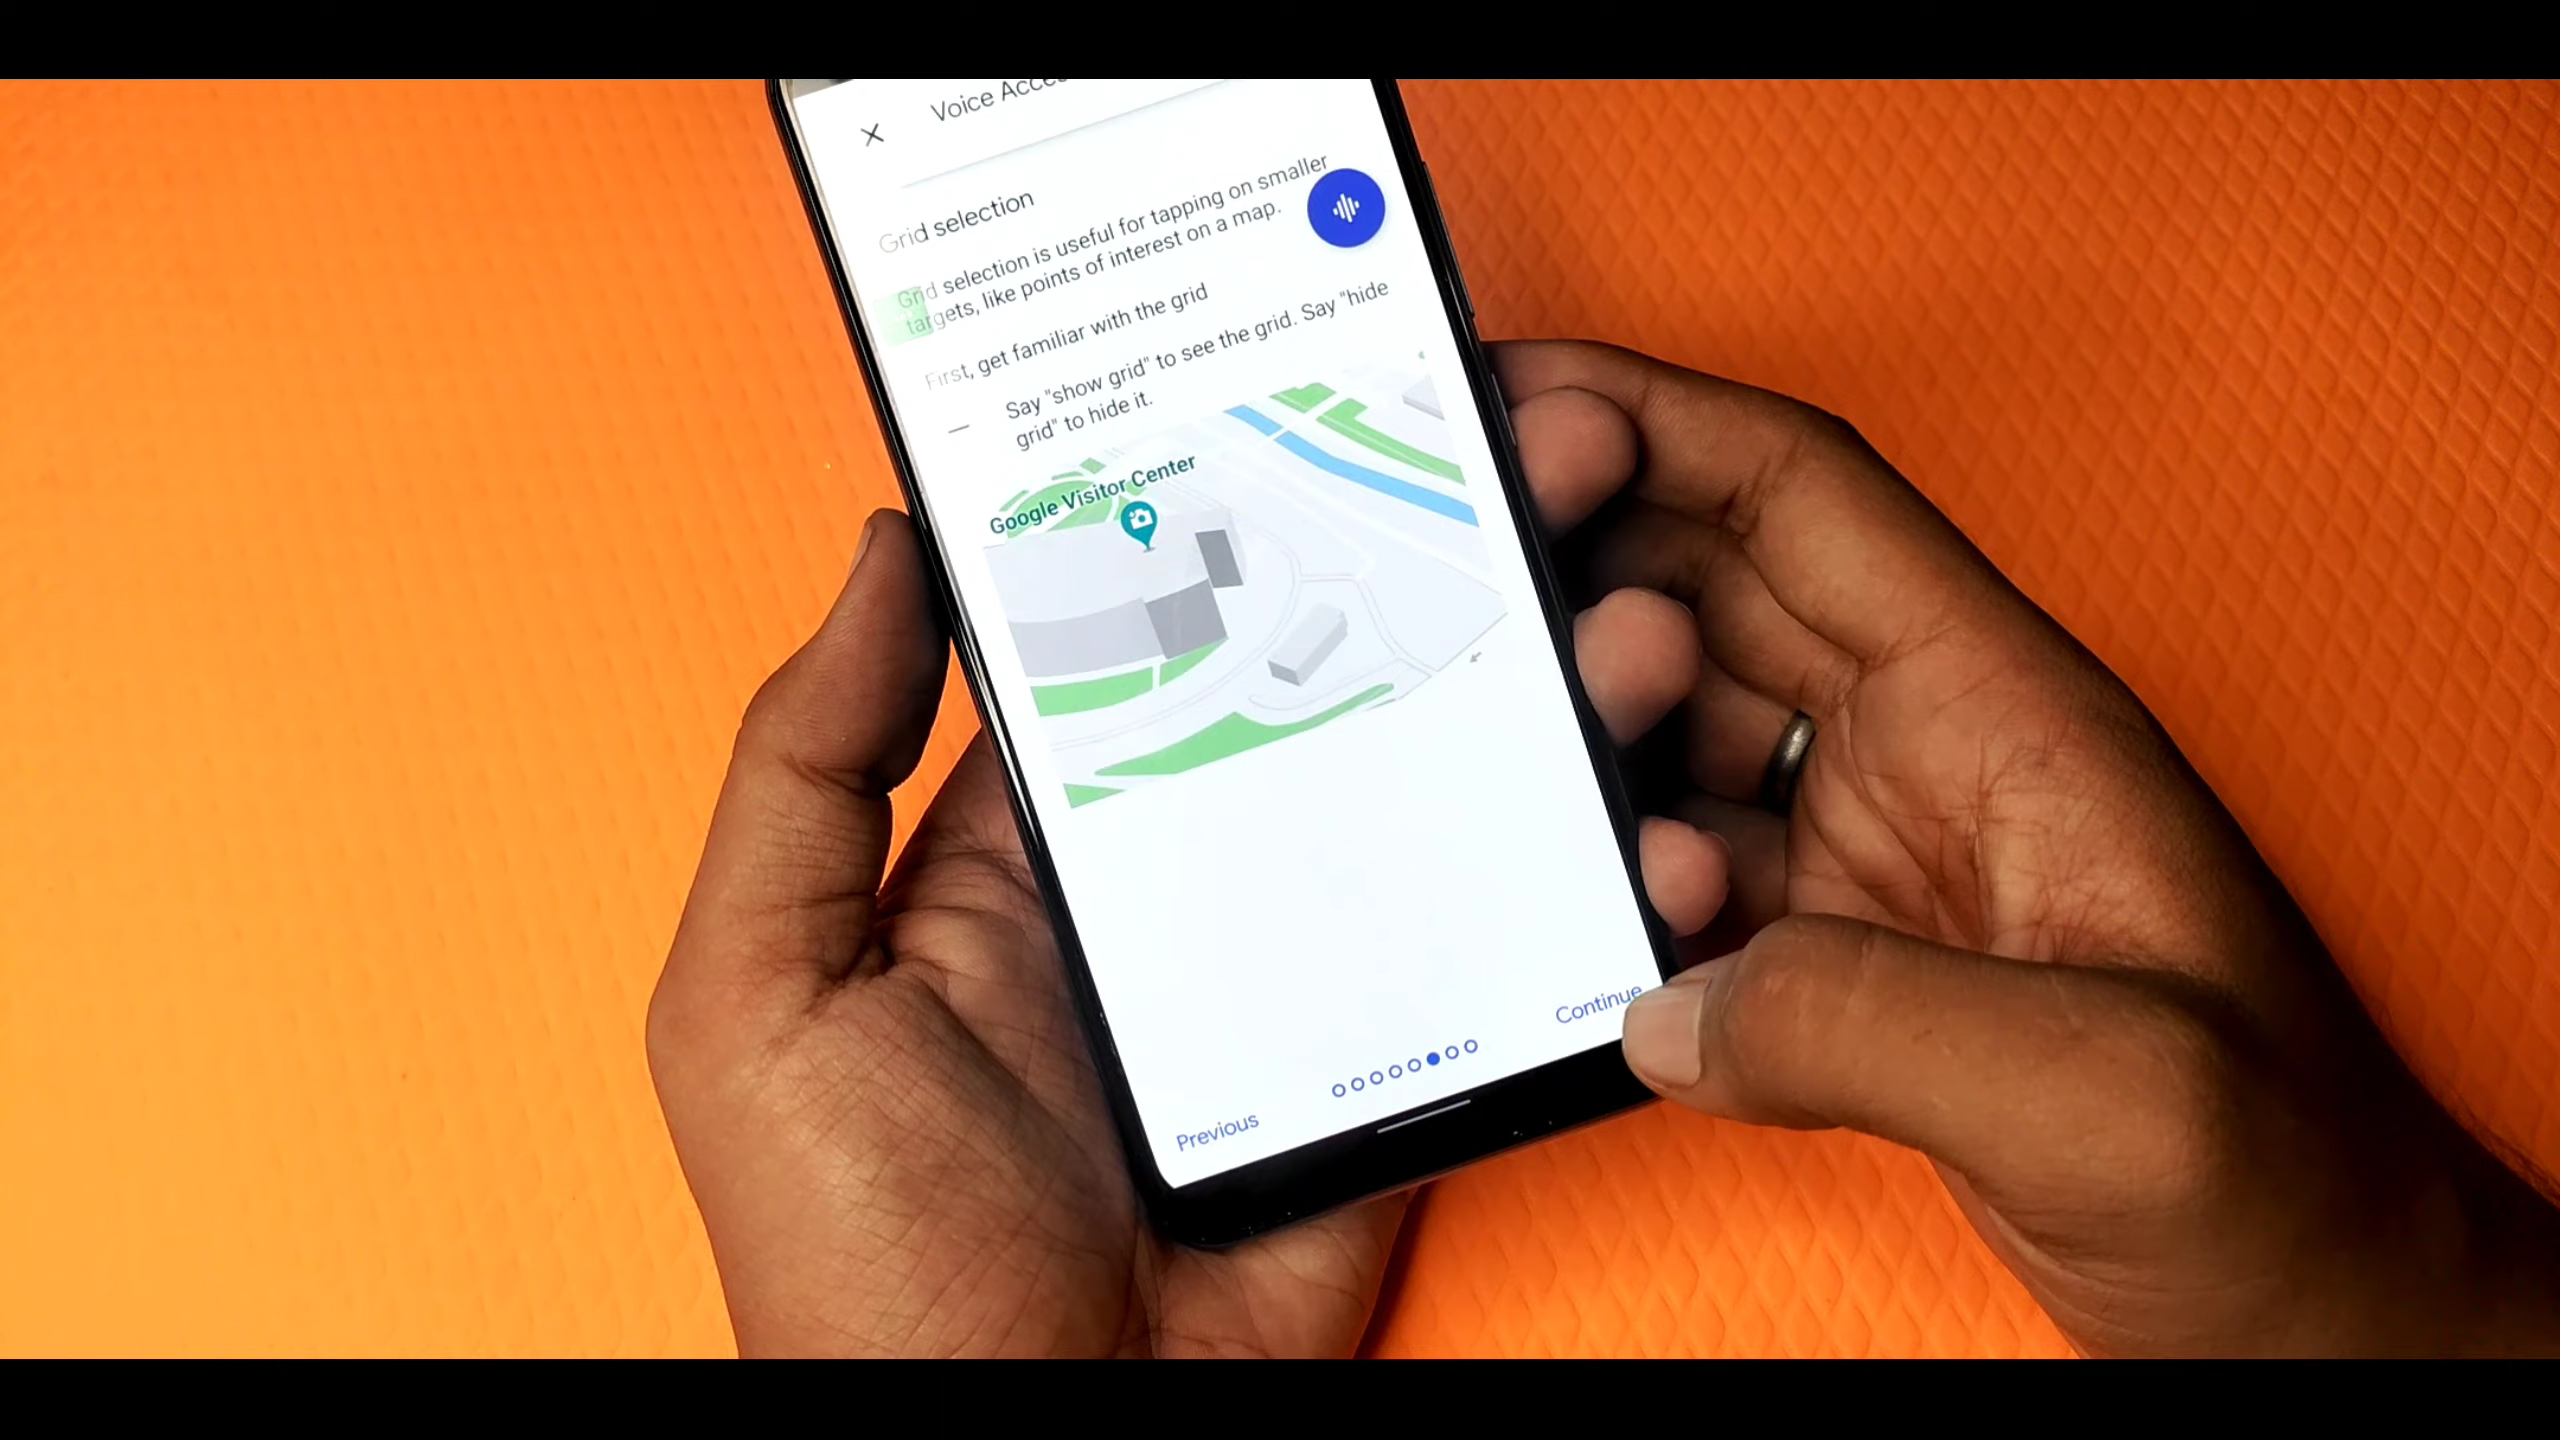 Voice Acce
Grid selection
Grid selection is useful for tapping on smaller
targets, like points of interest on a map.
First, get familiar with the grid
Say "show grid" to see the grid. Say "hide
grid" to hide it.
Google Visitor Center
Continue
Previous